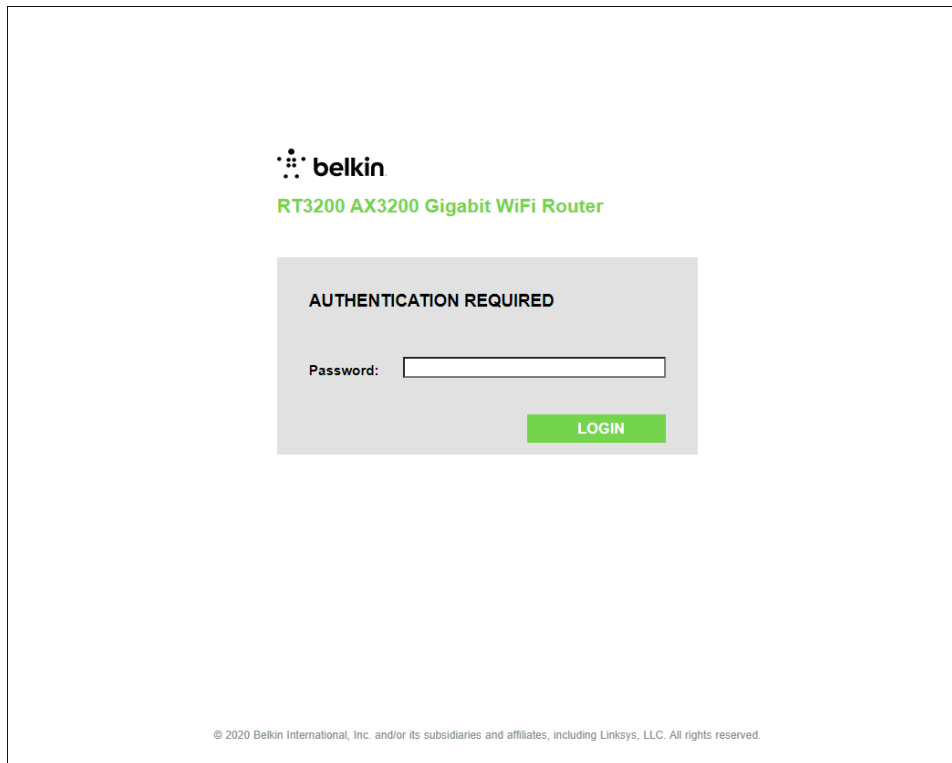 belkin
RT3200 AX3200 Gigabit WiFi Router
AUTHENTICATION REQUIRED
Password:
LOGIN
© 2020 Belkin International, Inc. and/or its subsidiaries and affiliates, including Linksys, LLC. All rights reserved.